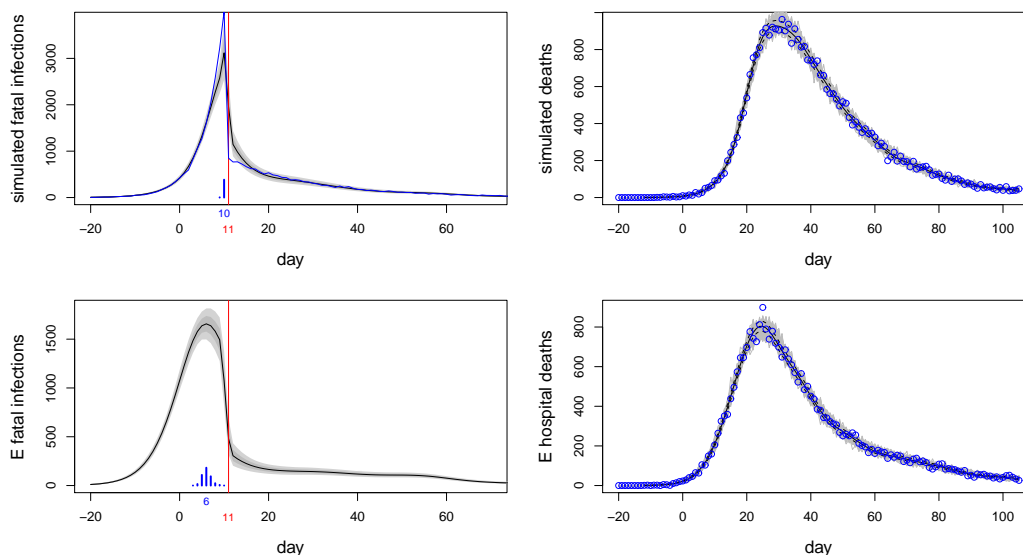 simulated fatal infections
0 1000 2000 3000
−20 0 20 40 60
10
11
day
simulated deaths
0 200 400 600 800
−20 0 20 40 60 80 100
day
E fatal infections
0 500 1000 1500
−20 0 20 40 60
6
11
day
E hospital deaths
0 200 400 600 800
−20 0 20 40 60 80 100
day